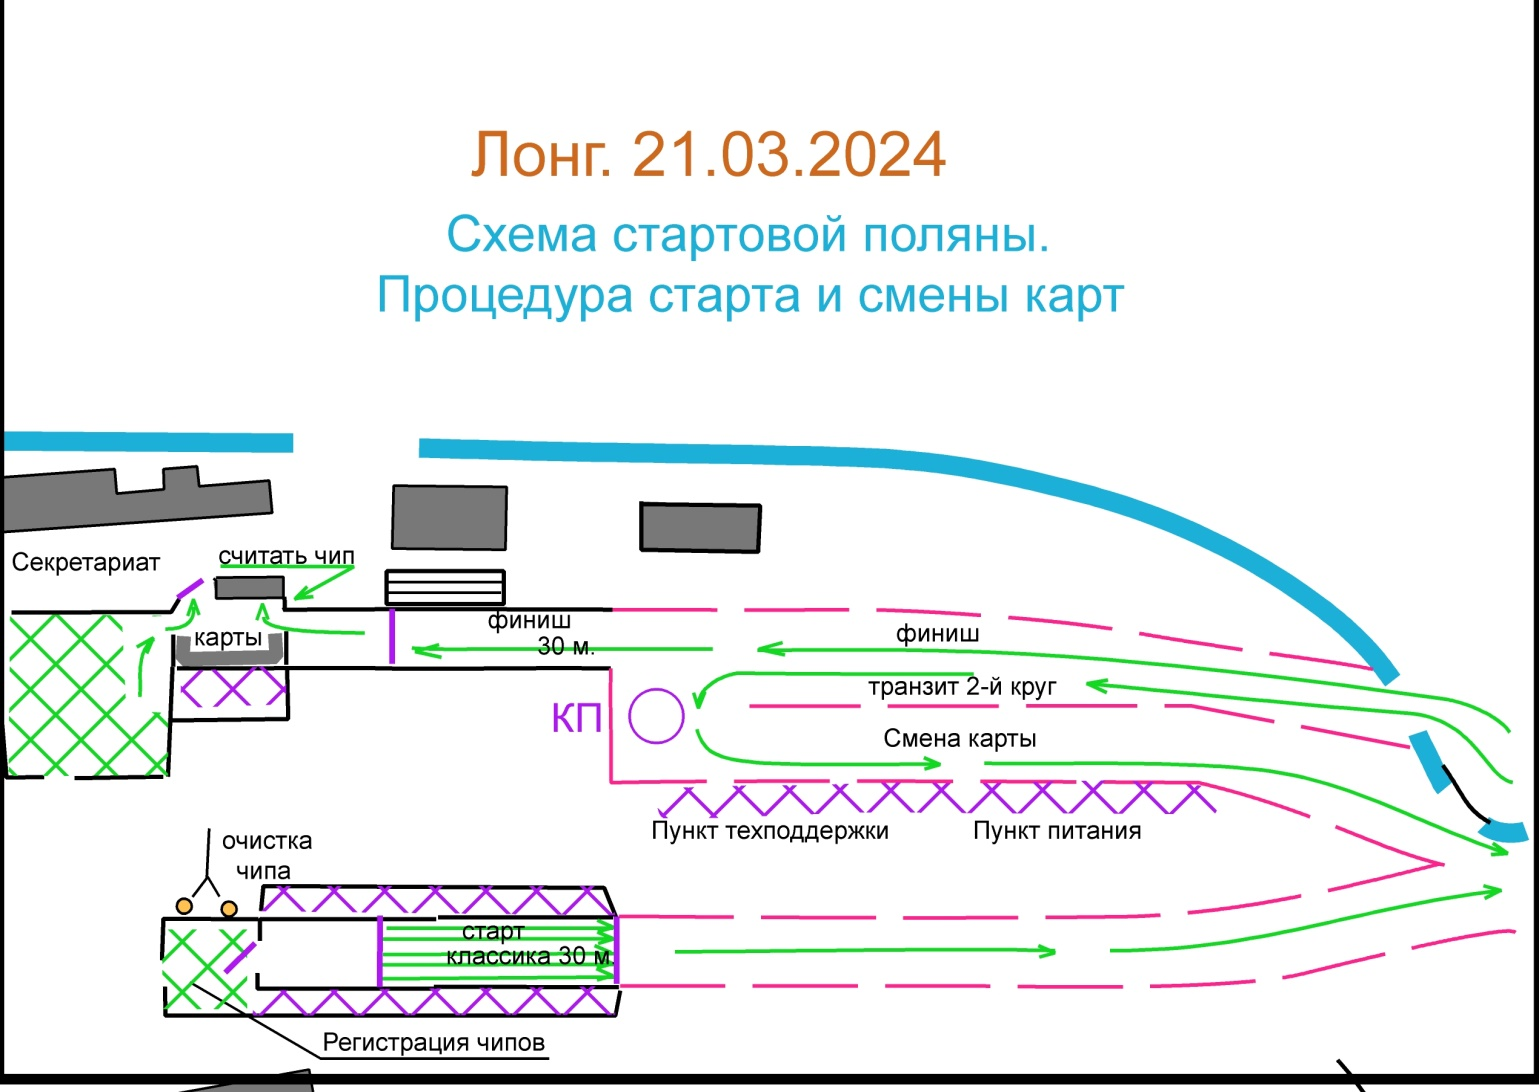 Лонг. 21.03.2024
Схема стартовой поляны.
Процедура старта и смены карт
Секретариат
считать чип
карты
финиш
30 м.
финиш
транзит 2-й круг
КП
Смена карты
Пункт техподдержки
Пункт питания
очистка
чипа
старт
классика 30 м.
Регистрация чипов